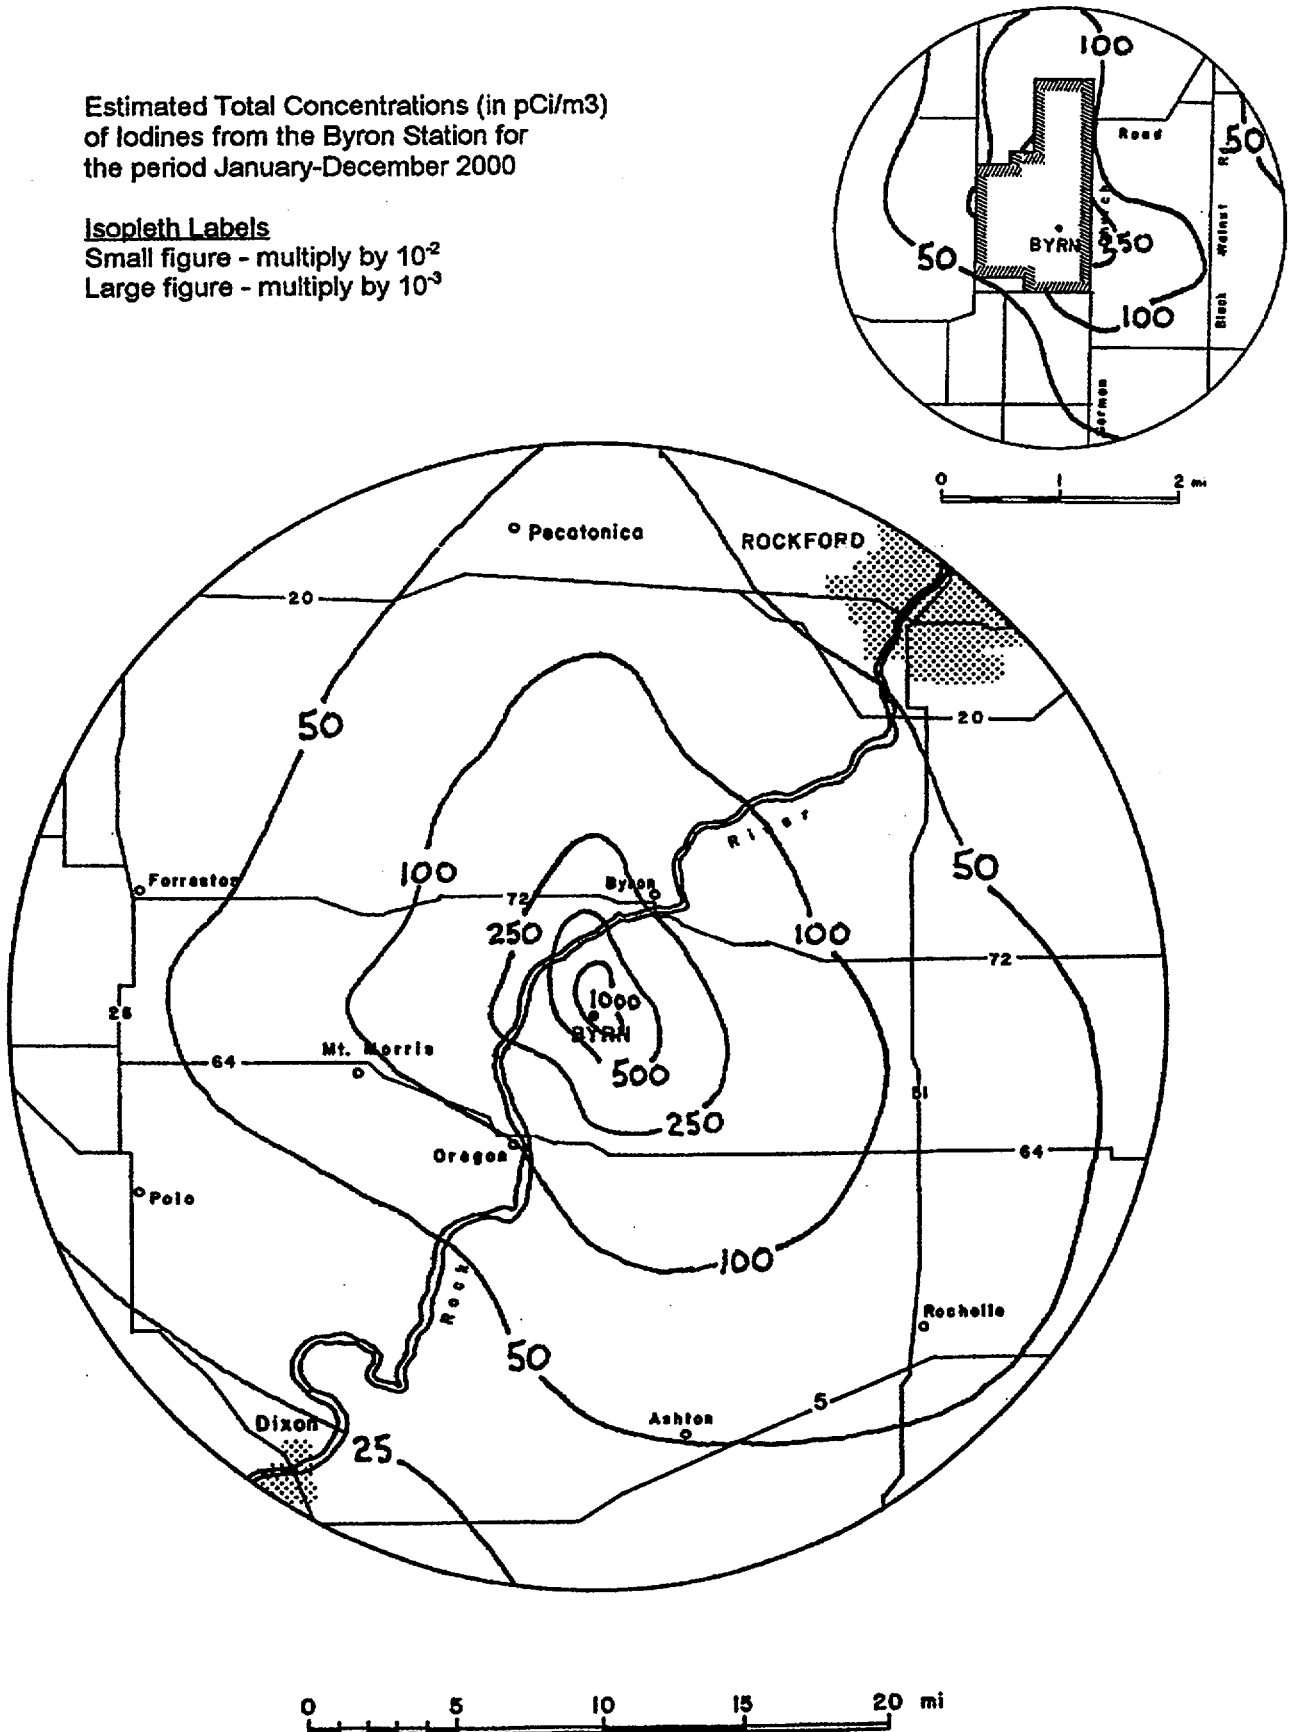 Estimated Total Concentrations (in pCi/m3)
of Iodines from the Byron Station for
the period January-December 2000
Isopleth Labels
Small figure - multiply by 10-2
Large figure - multiply by 10-3
100
Road
50
Rd
Walnut
Black
Church
BYRN
50
50
100
German
0 1 2 mi
Pecatonica
ROCKFORD
20
50
20
River
100
50
Forreston
Byron
72
250
100
72
1000
BYRN
26
Mt. Morris
64
500
51
250
Oregon
64
Polo
100
Rock
Rochelle
50
5
Ashton
Dixon
25
0 5 10 15 20 mi